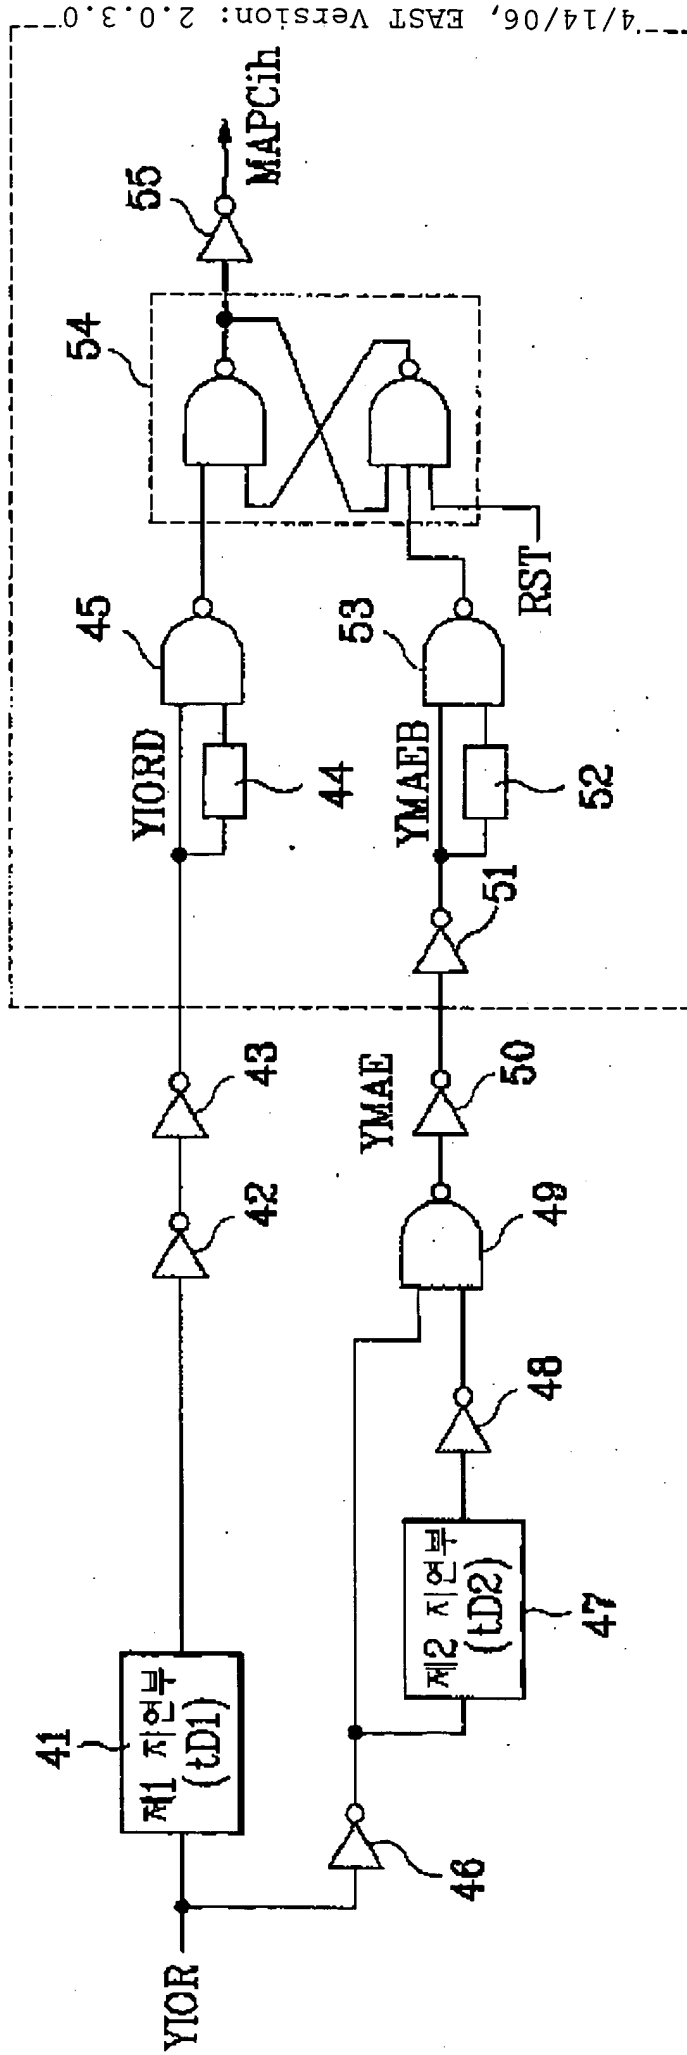 4/14/06, EAST Version: 2.0.3.0
YIOR
41
제1 지연부
(tD1)
42
43
YIORD
44
45
54
55
MAPCih
46
제2 지연부
(tD2)
47
48
49
YMAE
50
51
YMAEB
52
53
RST